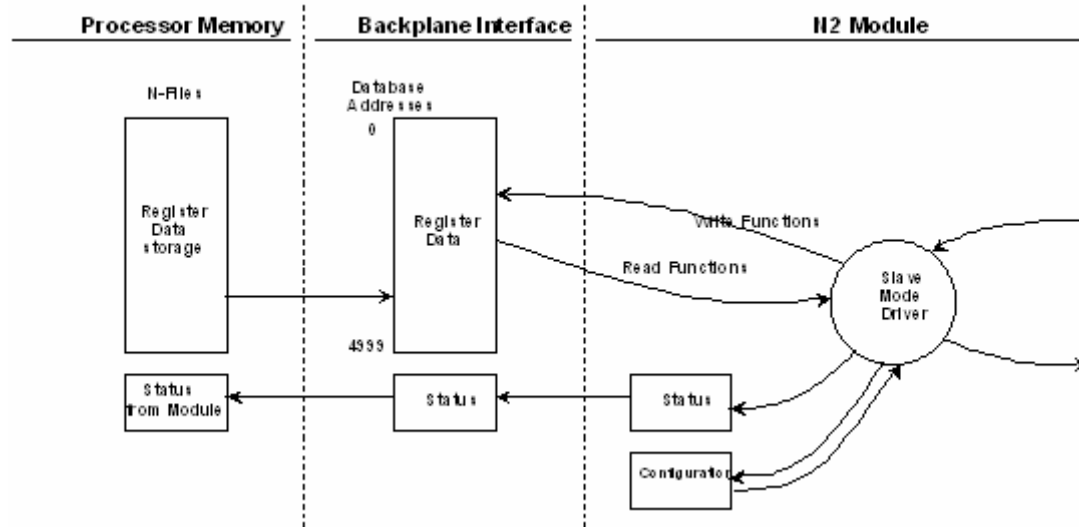 Processor Memory
Backplane Interface
N2 Module
N-Files
Database
Addresses
0
Register
Data
storage
Register
Data
Write Functions
Read Functions
Slave
Mode
Driver
4999
Status
from Module
Status
Status
Configuration